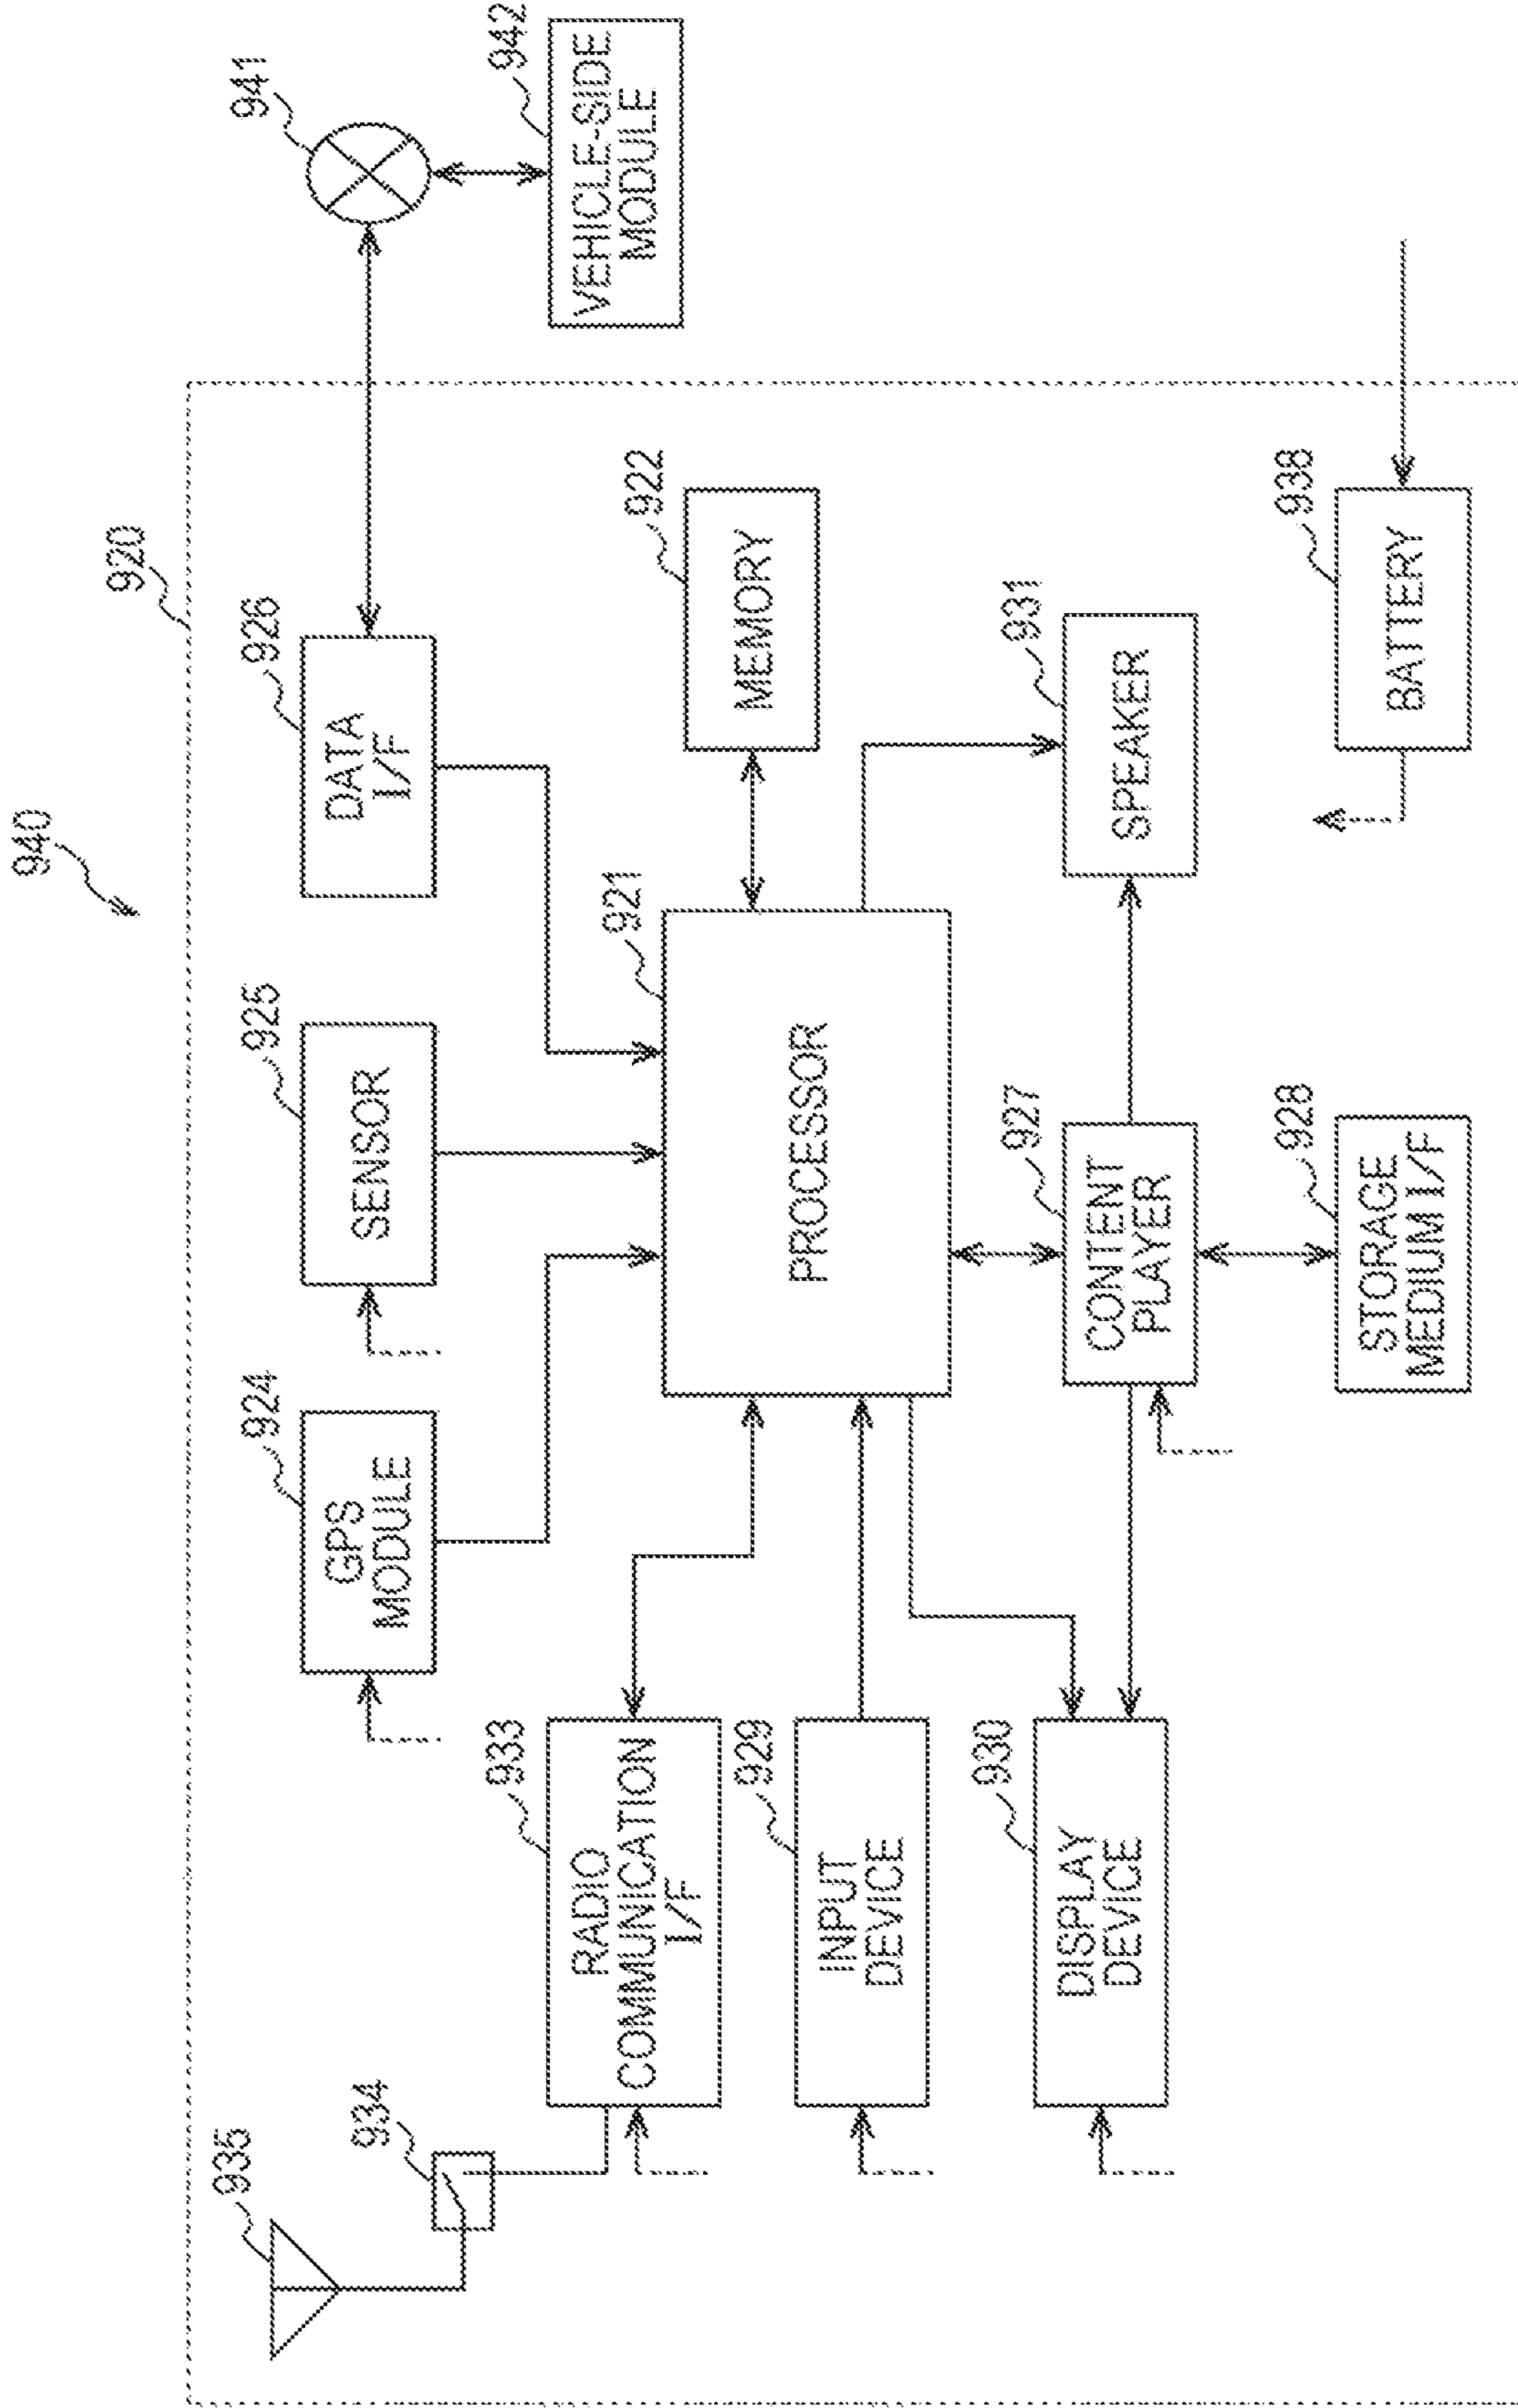 940
920
935
934
924
GPS
MODULE
925
SENSOR
926
DATA
I/F
941
942
VEHICLE-SIDE
MODULE
933
RADIO
COMMUNICATION
I/F
921
PROCESSOR
922
MEMORY
929
INPUT
DEVICE
930
DISPLAY
DEVICE
927
CONTENT
PLAYER
931
SPEAKER
928
STORAGE
MEDIUM I/F
938
BATTERY